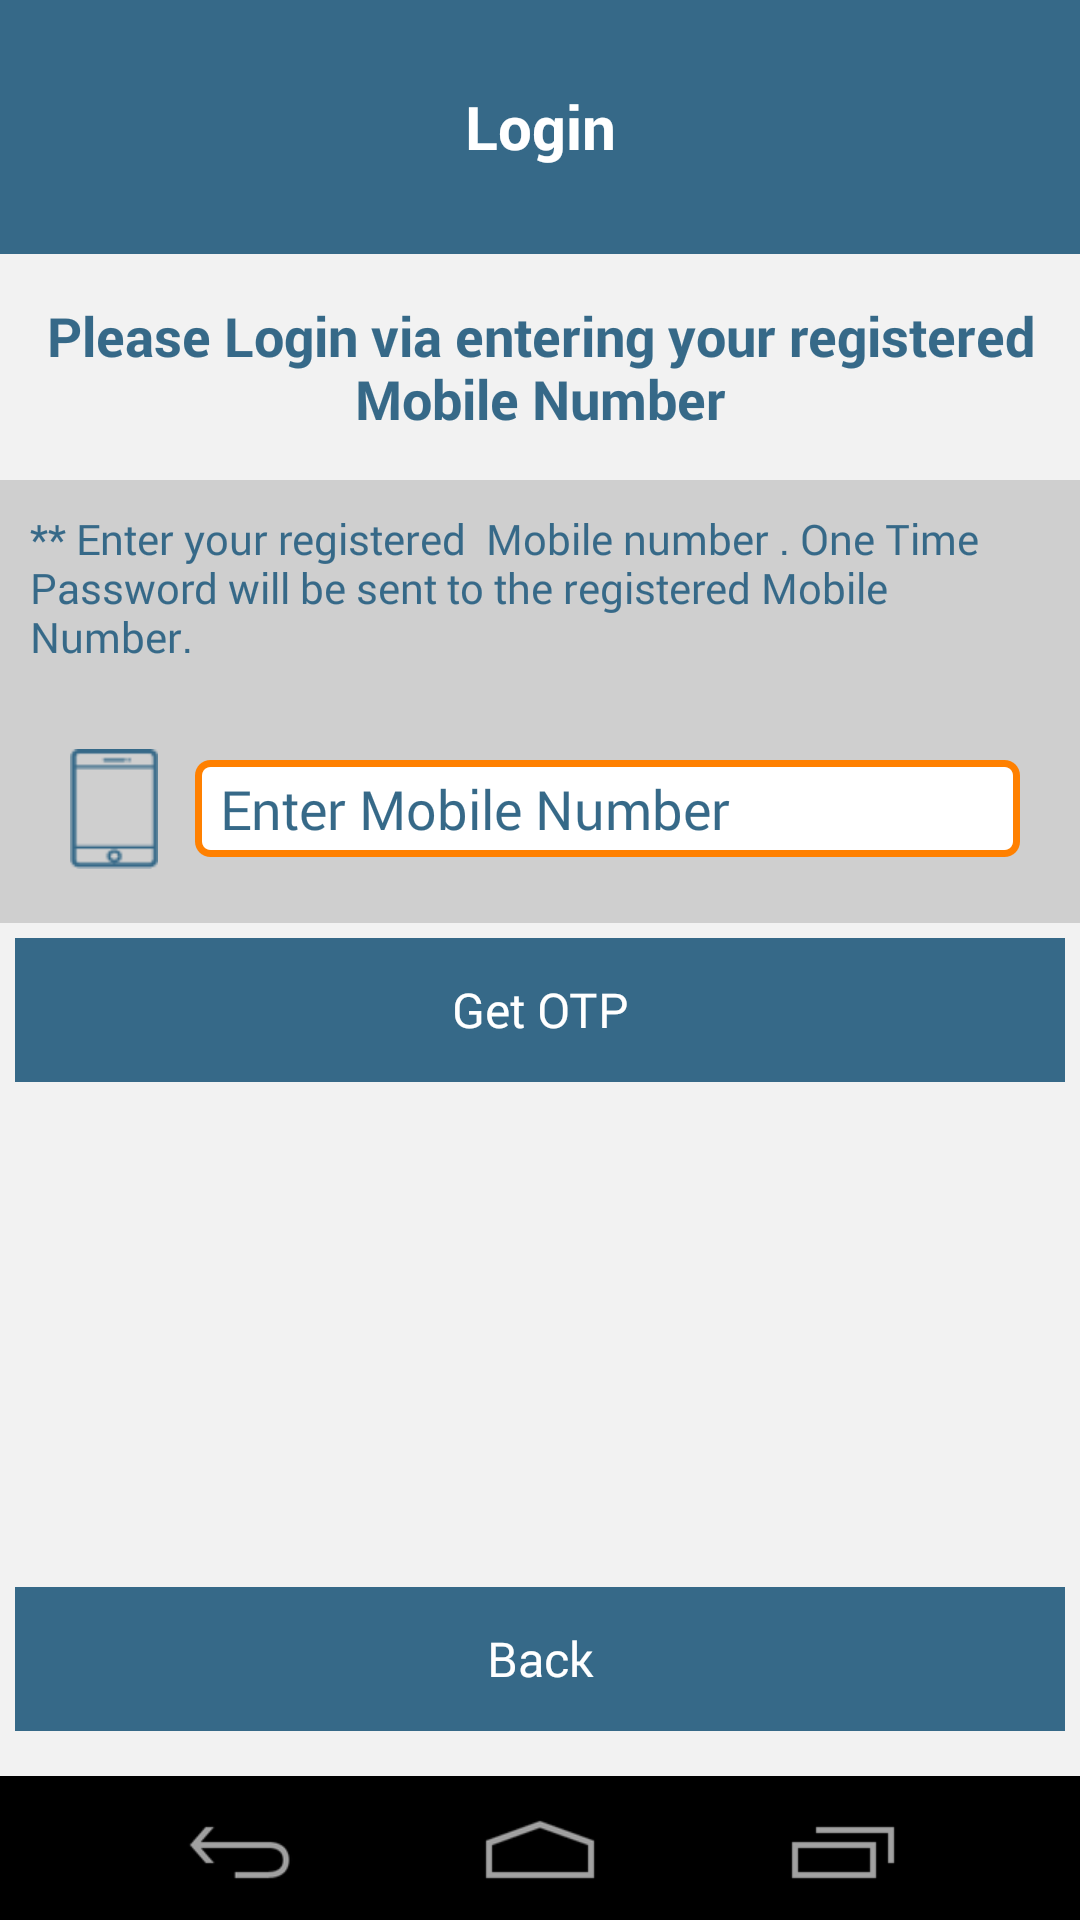 Login
Please Login via entering your registered
Mobile Number
** Enter your registered  Mobile number . One Time
Password will be sent to the registered Mobile
Number.
Enter Mobile Number
Get OTP
Back